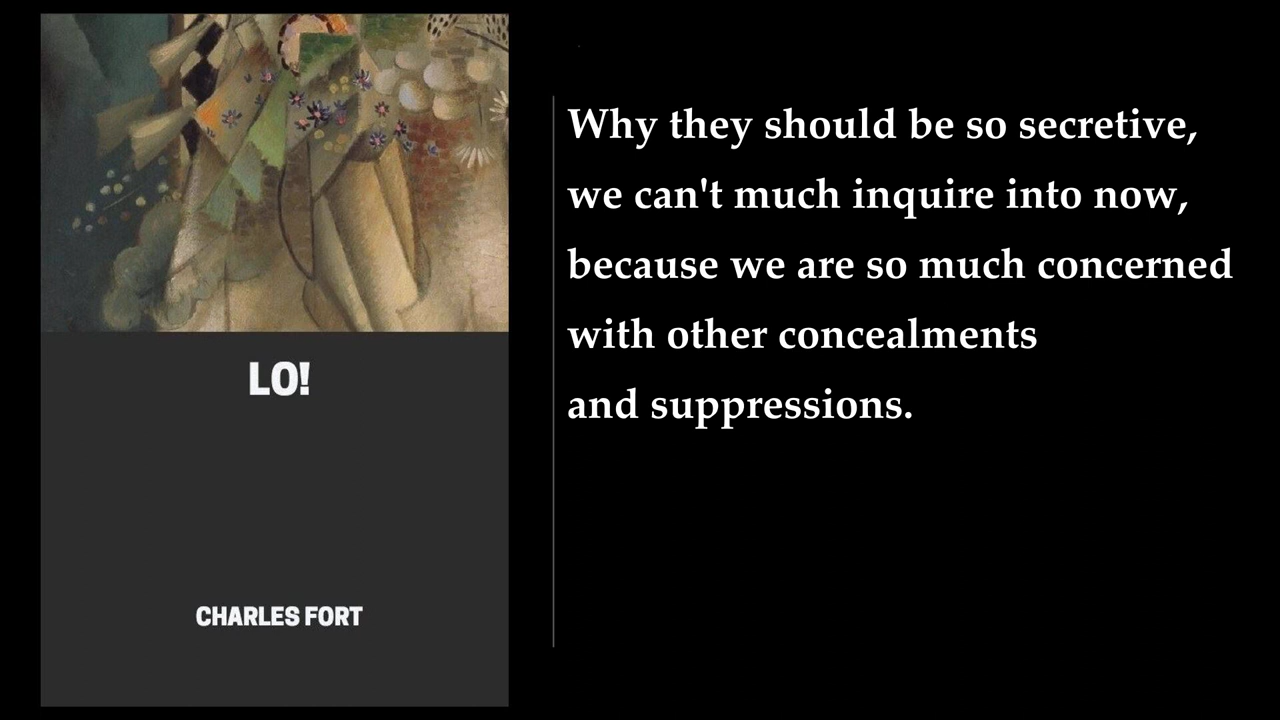 LO!
CHARLES FORT
Why they should be so secretive,
we can't much inquire into now,
because we are so much concerned
with other concealments
and suppressions.